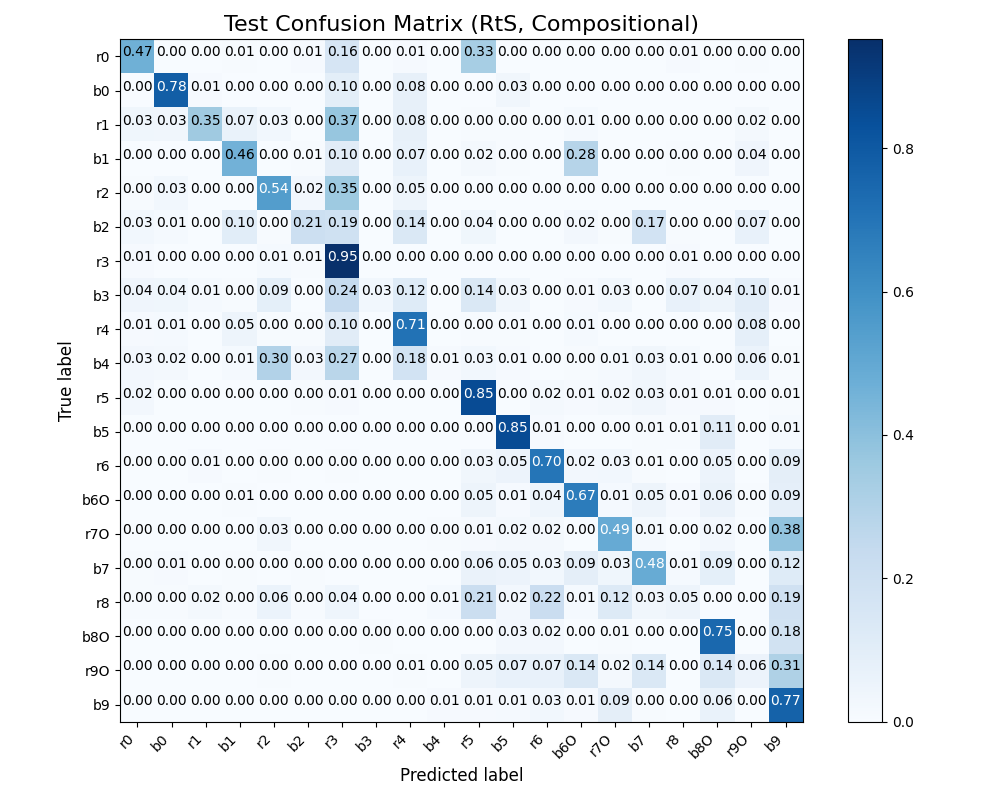 Test Confusion Matrix (RtS, Compositional)
r0 0.47 0.00 0.00 0.01 0.00 0.01 0.16 0.00 0.01 0.00 0.33 0.00 0.00 0.00 0.00 0.00 0.01 0.00 0.00 0.00
b0 0.00 0.78 0.01 0.00 0.00 0.00 0.10 0.00 0.08 0.00 0.00 0.03 0.00 0.00 0.00 0.00 0.00 0.00 0.00 0.00
r1 0.03 0.03 0.35 0.07 0.03 0.00 0.37 0.00 0.08 0.00 0.00 0.00 0.00 0.01 0.00 0.00 0.00 0.00 0.02 0.00
b1 0.00 0.00 0.00 0.46 0.00 0.01 0.10 0.00 0.07 0.00 0.02 0.00 0.00 0.28 0.00 0.00 0.00 0.00 0.04 0.00
r2 0.00 0.03 0.00 0.00 0.54 0.02 0.35 0.00 0.05 0.00 0.00 0.00 0.00 0.00 0.00 0.00 0.00 0.00 0.00 0.00
b2 0.03 0.01 0.00 0.10 0.00 0.21 0.19 0.00 0.14 0.00 0.04 0.00 0.00 0.02 0.00 0.17 0.00 0.00 0.07 0.00
r3 0.01 0.00 0.00 0.00 0.01 0.01 0.95 0.00 0.00 0.00 0.00 0.00 0.00 0.00 0.00 0.00 0.01 0.00 0.00 0.00
b3 0.04 0.04 0.01 0.00 0.09 0.00 0.24 0.03 0.12 0.00 0.14 0.03 0.00 0.01 0.03 0.00 0.07 0.04 0.10 0.01
r4 0.01 0.01 0.00 0.05 0.00 0.00 0.10 0.00 0.71 0.00 0.00 0.01 0.00 0.01 0.00 0.00 0.00 0.00 0.08 0.00
b4 0.03 0.02 0.00 0.01 0.30 0.03 0.27 0.00 0.18 0.01 0.03 0.01 0.00 0.00 0.01 0.03 0.01 0.00 0.06 0.01
r5 0.02 0.00 0.00 0.00 0.00 0.00 0.01 0.00 0.00 0.00 0.85 0.00 0.02 0.01 0.02 0.03 0.01 0.01 0.00 0.01
b5 0.00 0.00 0.00 0.00 0.00 0.00 0.00 0.00 0.00 0.00 0.00 0.85 0.01 0.00 0.00 0.01 0.01 0.11 0.00 0.01
r6 0.00 0.00 0.01 0.00 0.00 0.00 0.00 0.00 0.00 0.00 0.03 0.05 0.70 0.02 0.03 0.01 0.00 0.05 0.00 0.09
b6O 0.00 0.00 0.00 0.01 0.00 0.00 0.00 0.00 0.00 0.00 0.05 0.01 0.04 0.67 0.01 0.05 0.01 0.06 0.00 0.09
r7O 0.00 0.00 0.00 0.00 0.03 0.00 0.00 0.00 0.00 0.00 0.01 0.02 0.02 0.00 0.49 0.01 0.00 0.02 0.00 0.38
b7 0.00 0.01 0.00 0.00 0.00 0.00 0.00 0.00 0.00 0.00 0.06 0.05 0.03 0.09 0.03 0.48 0.01 0.09 0.00 0.12
r8 0.00 0.00 0.02 0.00 0.06 0.00 0.04 0.00 0.00 0.01 0.21 0.02 0.22 0.01 0.12 0.03 0.05 0.00 0.00 0.19
b8O 0.00 0.00 0.00 0.00 0.00 0.00 0.00 0.00 0.00 0.00 0.00 0.03 0.02 0.00 0.01 0.00 0.00 0.75 0.00 0.18
r9O 0.00 0.00 0.00 0.00 0.00 0.00 0.00 0.00 0.01 0.00 0.05 0.07 0.07 0.14 0.02 0.14 0.00 0.14 0.06 0.31
b9 0.00 0.00 0.00 0.00 0.00 0.00 0.00 0.00 0.00 0.01 0.01 0.01 0.03 0.01 0.09 0.00 0.00 0.06 0.00 0.77
r0 b0 r1 b1 r2 b2 r3 b3 r4 b4 r5 b5 r6 b6O r7O b7 r8 b8O r9O b9
Predicted label
True label
0.8
0.6
0.4
0.2
0.0